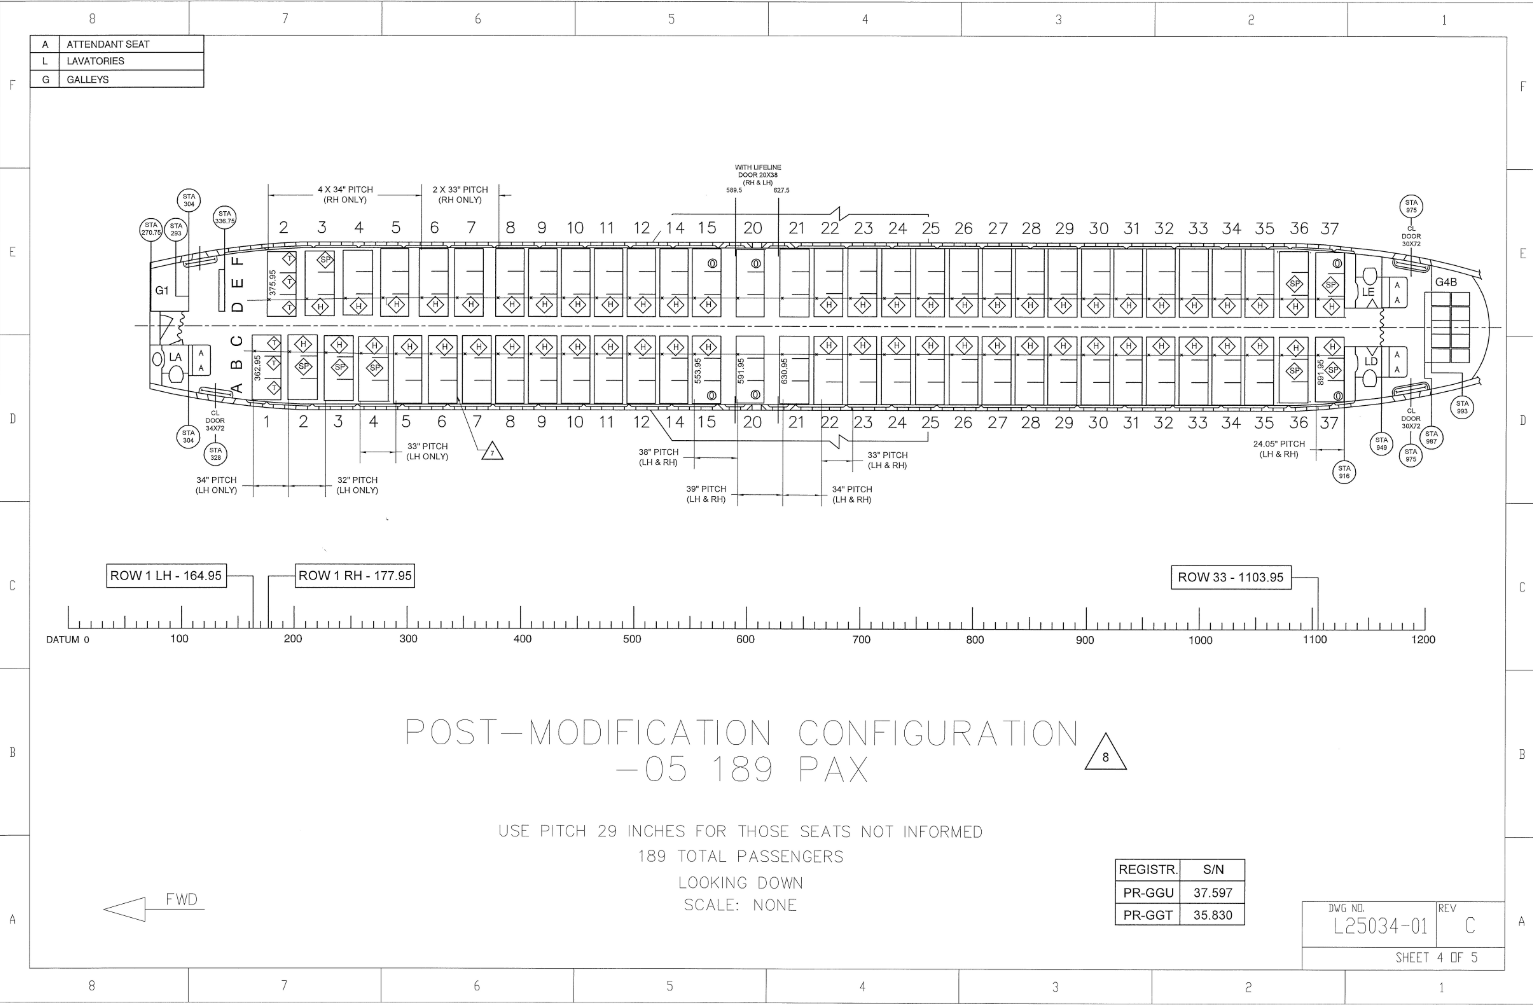 8 7 6 5 4 3 2 1
A ATTENDANT SEAT
L LAVATORIES
G GALLEYS
F F
WITH LIFELINE
DOOR 20X38
(RH & LH)
589.5 627.5
4 X 34" PITCH
(RH ONLY)
2 X 33" PITCH
(RH ONLY)
STA
304
STA
270.75
STA
293
STA
336.75
STA
975
CL
DOOR
30X72
2 3 4 5 6 7 8 9 10 11 12 14 15 20 21 22 23 24 25 26 27 28 29 30 31 32 33 34 35 36 37
E E
G1
D E F
375.95
T
T
T
SP
H H H H H H H H H H H H H H H H H H H H H H H H H H H
SP SP
LE
A
A
G4B
LA
A
A
A B C
362.95
T
T
T
H H H H H H H H H H H H H H H H H H H H H H H H H H H H
SP SP SP
553.95
591.95
630.95
SP SP
891.95
LD
A
A
D D
1 2 3 4 5 6 7 8 9 10 11 12 14 15 20 21 22 23 24 25 26 27 28 29 30 31 32 33 34 35 36 37
STA
304
CL
DOOR
34X72
STA
328
33" PITCH
(LH ONLY)
7
38" PITCH
(LH & RH)
33" PITCH
(LH & RH)
24.05" PITCH
(LH & RH)
STA
916
STA
949
CL
DOOR
30X72
STA
975
STA
987
STA
993
34" PITCH
(LH ONLY)
32" PITCH
(LH ONLY)
39" PITCH
(LH & RH)
34" PITCH
(LH & RH)
C C
ROW 1 LH - 164.95
ROW 1 RH - 177.95
ROW 33 - 1103.95
DATUM 0 100 200 300 400 500 600 700 800 900 1000 1100 1200
B B
POST-MODIFICATION CONFIGURATION
-05 189 PAX
8
USE PITCH 29 INCHES FOR THOSE SEATS NOT INFORMED
189 TOTAL PASSENGERS
LOOKING DOWN
SCALE: NONE
FWD
REGISTR. S/N
PR-GGU 37.597
PR-GGT 35.830
A A
DWG NO. REV
L25034-01 C
SHEET 4 OF 5
8 7 6 5 4 3 2 1